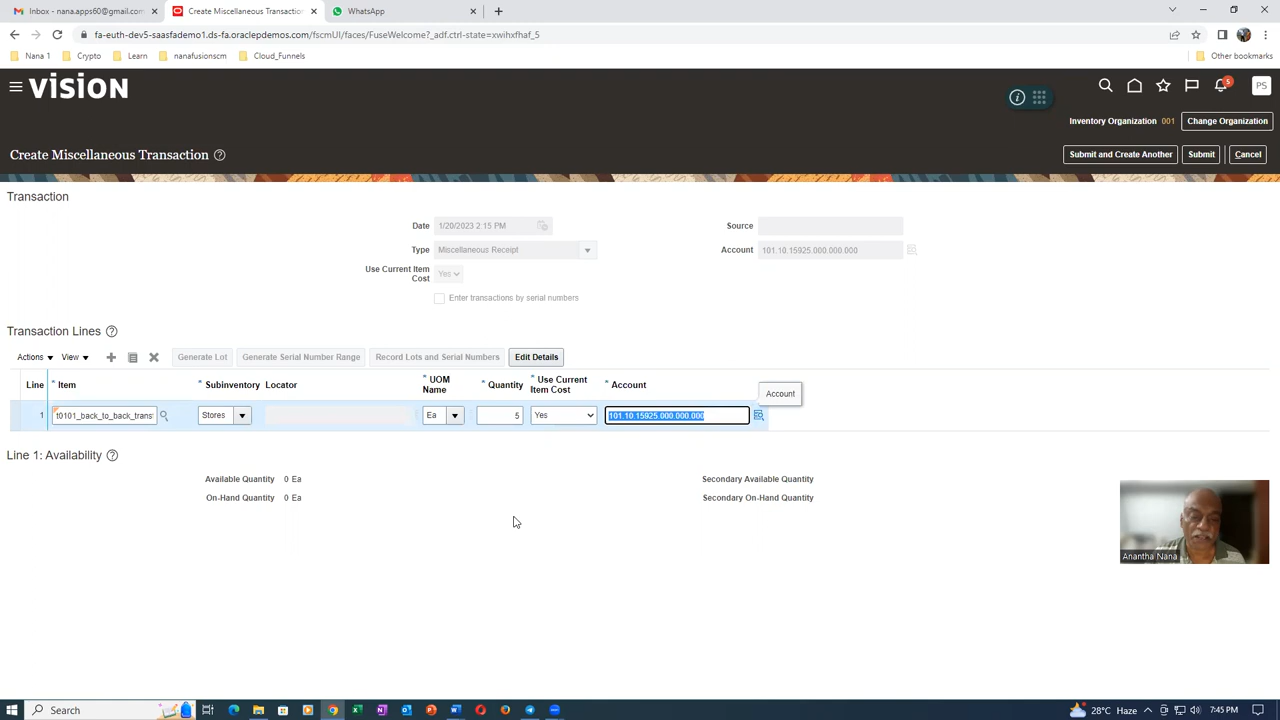 Inbox - nana.apps60@gmail.com
Create Miscellaneous Transactio
WhatsApp
fa-euth-dev5-saasfademo1.ds-fa.oraclepdemos.com/fscmUI/faces/FuseWelcome?_adf.ctrl-state=xwihxfhaf_5
Nana 1
Crypto
Learn
nanafusionscm
Cloud_Funnels
Other bookmarks
VISION
5
PS
Inventory Organization 001 Change Organization
Create Miscellaneous Transaction
Submit and Create Another Submit Cancel
Transaction
Date 1/20/2023 2:15 PM
Source
Type Miscellaneous Receipt
Account 101.10.15925.000.000.000
Use Current Item
Cost Yes
Enter transactions by serial numbers
Transaction Lines
Actions View Generate Lot Generate Serial Number Range Record Lots and Serial Numbers Edit Details
Line * Item * Subinventory Locator * UOM Name * Quantity * Use Current Item Cost * Account
Account
1 t0101_back_to_back_trans Stores Ea 5 Yes 101.10.15925.000.000.000
Line 1: Availability
Available Quantity 0 Ea
Secondary Available Quantity
On-Hand Quantity 0 Ea
Secondary On-Hand Quantity
Anantha Nana
Search
28°C Haze
7:45 PM